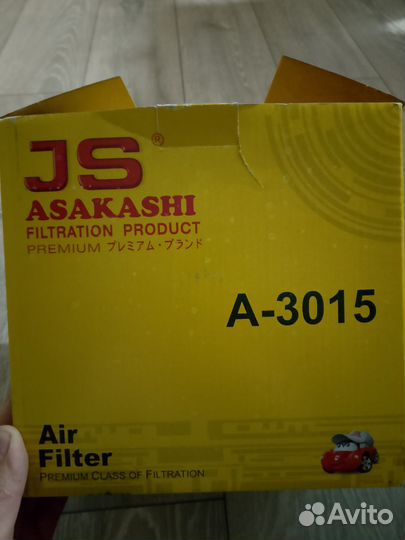 JS®
ASAKASHI
FILTRATION PRODUCT
PREMIUM プレミアム・ブランド
A-3015
Air
Filter
PREMIUM CLASS OF FILTRATION
Avito